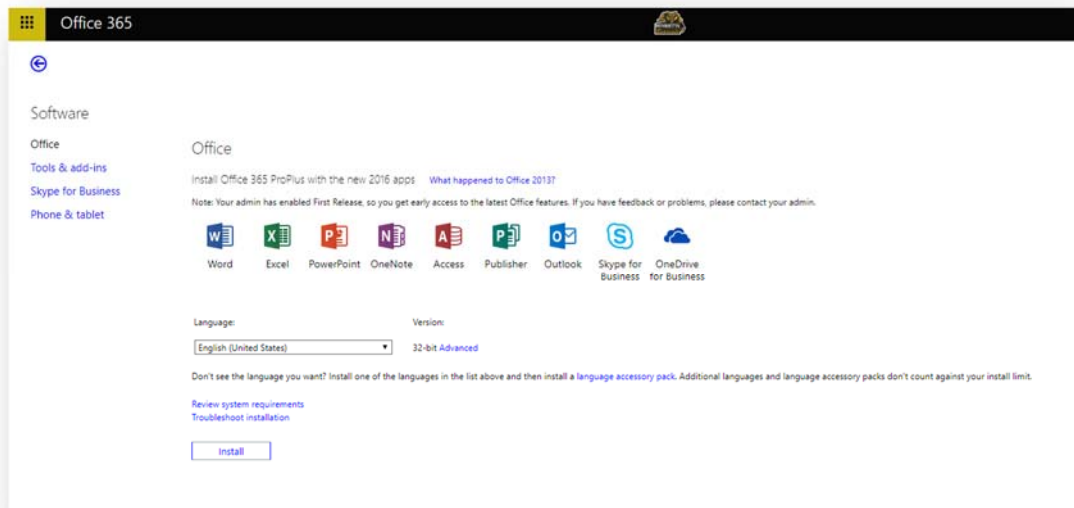 Office 365
Software
Office
Tools & add-ins
Skype for Business
Phone & tablet
Office
Install Office 365 ProPlus with the new 2016 apps What happened to Office 2013?
Note: Your admin has enabled First Release, so you get early access to the latest Office features. If you have feedback or problems, please contact your admin.
Word Excel PowerPoint OneNote Access Publisher Outlook Skype for Business OneDrive for Business
Language: Version:
English (United States) 32-bit Advanced
Don't see the language you want? Install one of the languages in the list above and then install a language accessory pack. Additional languages and language accessory packs don't count against your install limit.
Review system requirements
Troubleshoot installation
Install